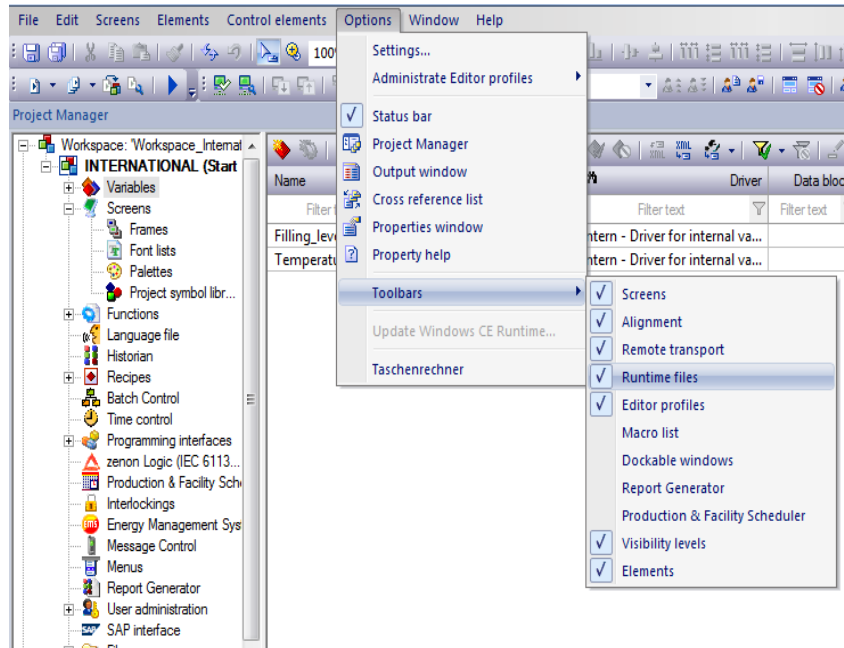 File Edit Screens Elements Control elements Options Window Help
100%
Settings...
Administrate Editor profiles
Status bar
Project Manager
Output window
Cross reference list
Properties window
Property help
Toolbars
Update Windows CE Runtime...
Taschenrechner
Screens
Alignment
Remote transport
Runtime files
Editor profiles
Macro list
Dockable windows
Report Generator
Production & Facility Scheduler
Visibility levels
Elements
Project Manager
Workspace: 'Workspace_Internat
INTERNATIONAL (Start
Variables
Screens
Frames
Font lists
Palettes
Project symbol libr...
Functions
Language file
Historian
Recipes
Batch Control
Time control
Programming interfaces
zenon Logic (IEC 6113...
Production & Facility Sch
Interlockings
Energy Management Sys
Message Control
Menus
Report Generator
User administration
SAP interface
XML XML
Name Driver Data bloc
Filter t Filter text Filter text
Filling_leve ntern - Driver for internal va...
Temperatu ntern - Driver for internal va...